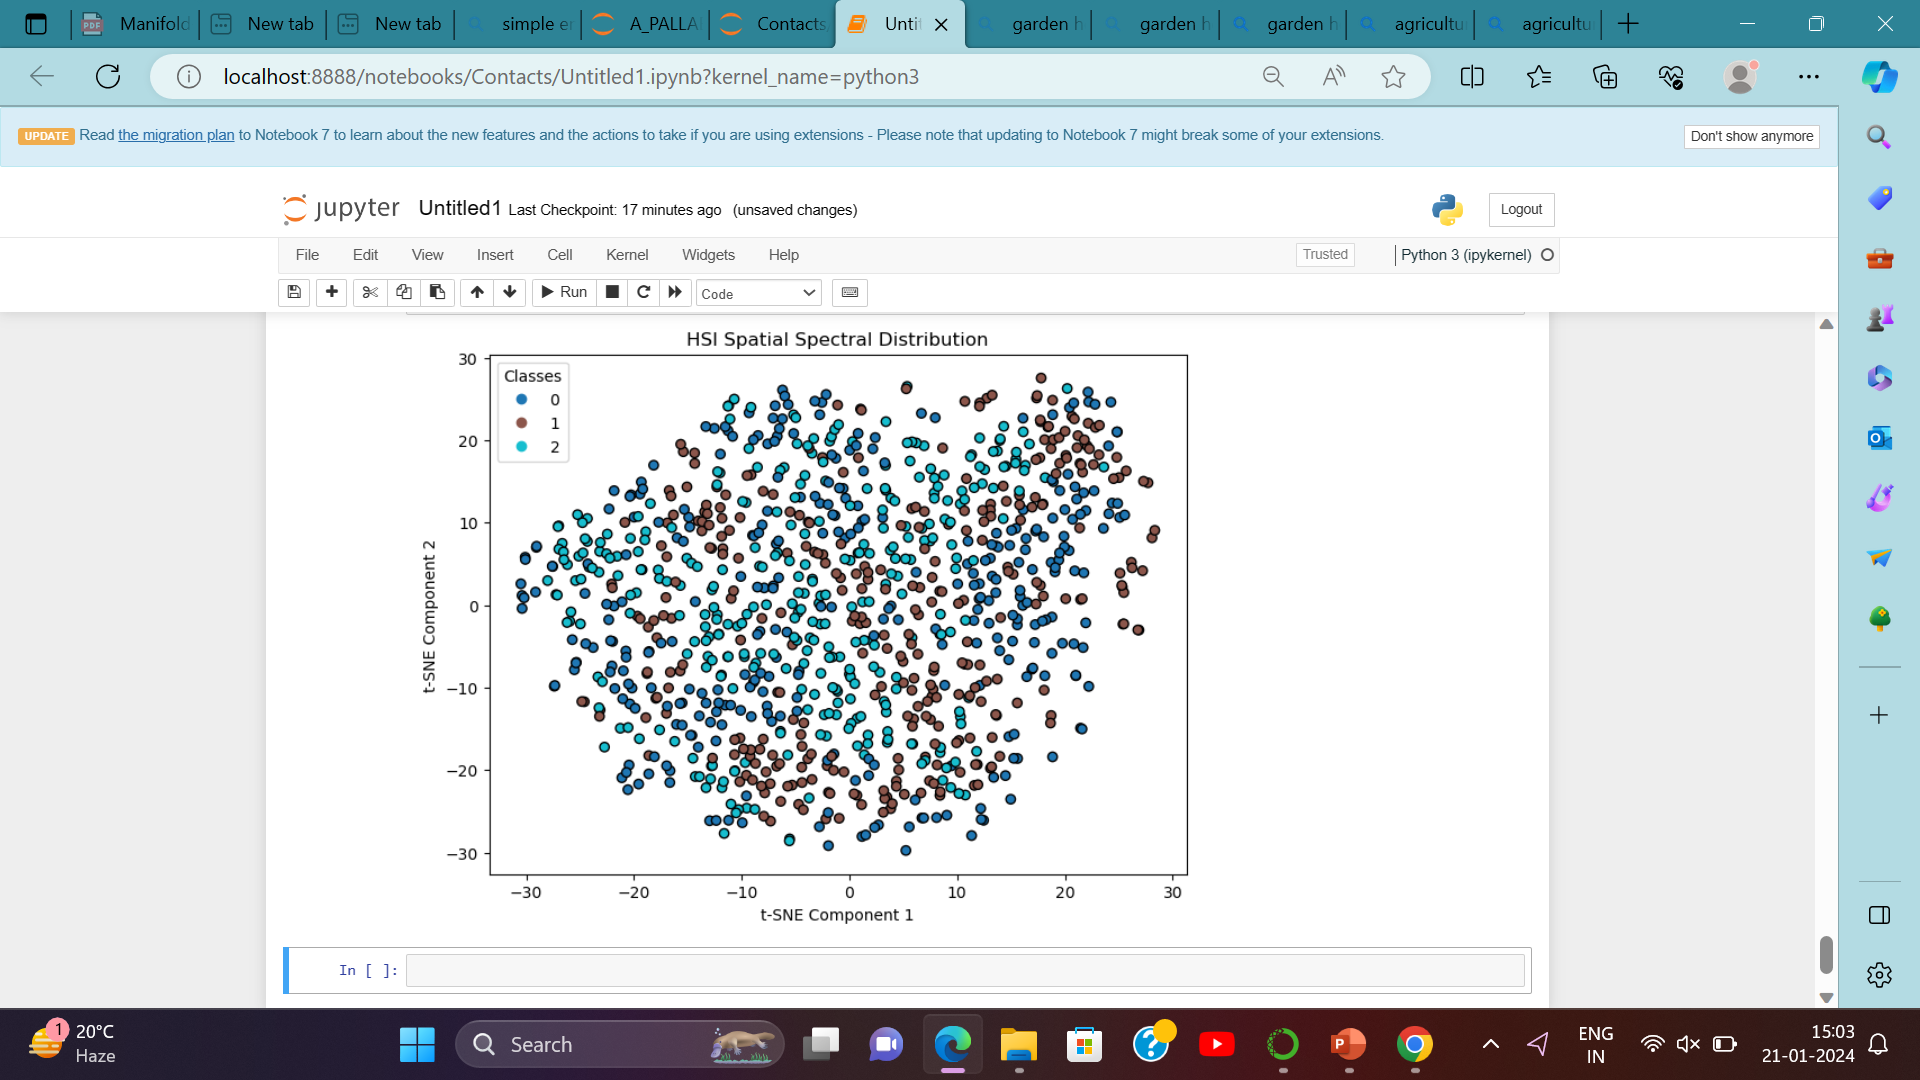 Manifold
New tab
New tab
simple e
A_PALLA
Contacts
Untit
garden h
garden h
garden h
agricultu
agricultu
localhost:8888/notebooks/Contacts/Untitled1.ipynb?kernel_name=python3
UPDATE Read the migration plan to Notebook 7 to learn about the new features and the actions to take if you are using extensions - Please note that updating to Notebook 7 might break some of your extensions.
Don't show anymore
jupyter Untitled1 Last Checkpoint: 17 minutes ago (unsaved changes)
Logout
File Edit View Insert Cell Kernel Widgets Help
Trusted
Python 3 (ipykernel)
Run
Code
HSI Spatial Spectral Distribution
Classes
0
1
2
30
20
10
0
−10
−20
−30
t-SNE Component 2
−30 −20 −10 0 10 20 30
t-SNE Component 1
In [ ]:
1
20°C
Haze
Search
ENG
IN
15:03
21-01-2024